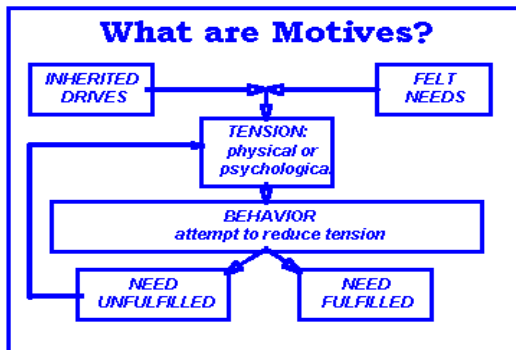 What are Motives?
INHERITED
DRIVES
FELT
NEEDS
TENSION:
physical or
psychologica
BEHAVIOR
attempt to reduce tension
NEED
UNFULFILLED
NEED
FULFILLED